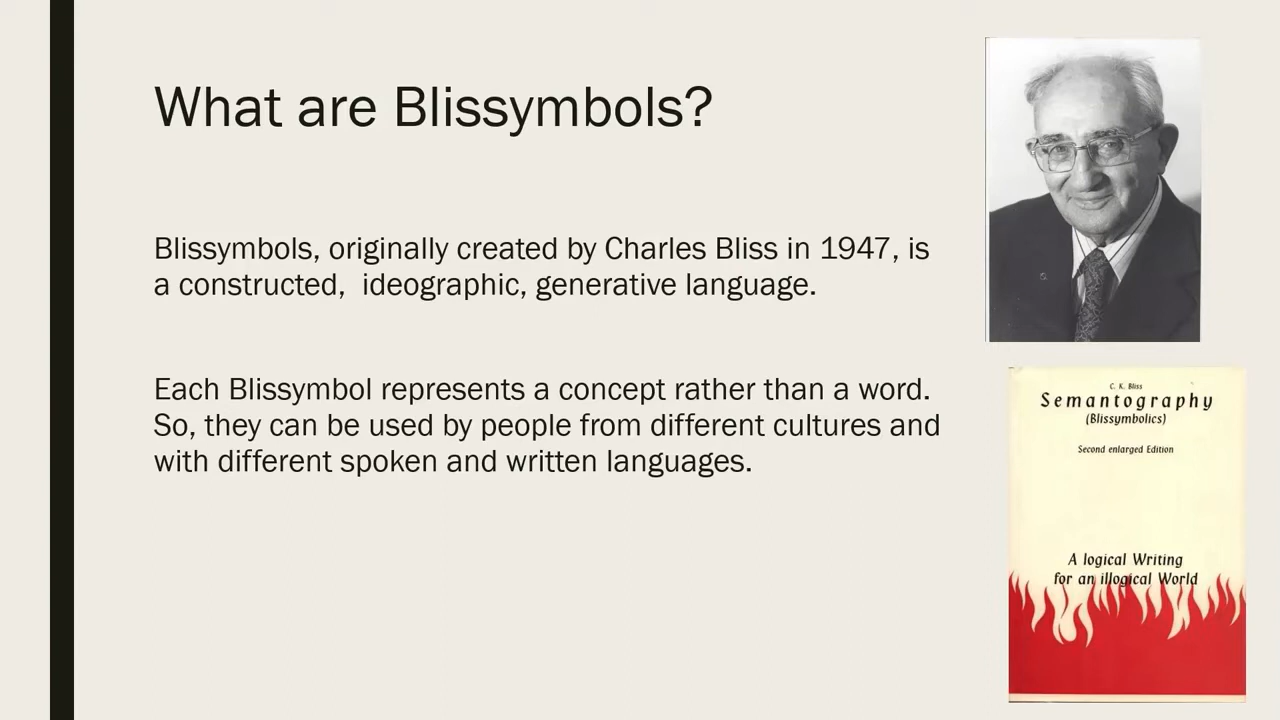 What are Blissymbols?
Blissymbols, originally created by Charles Bliss in 1947, is
a constructed,  ideographic, generative language.
Each Blissymbol represents a concept rather than a word.
So, they can be used by people from different cultures and
with different spoken and written languages.
C. K. Bliss
Semantography
(Blissymbolics)
Second enlarged Edition
A logical Writing
for an illogical World